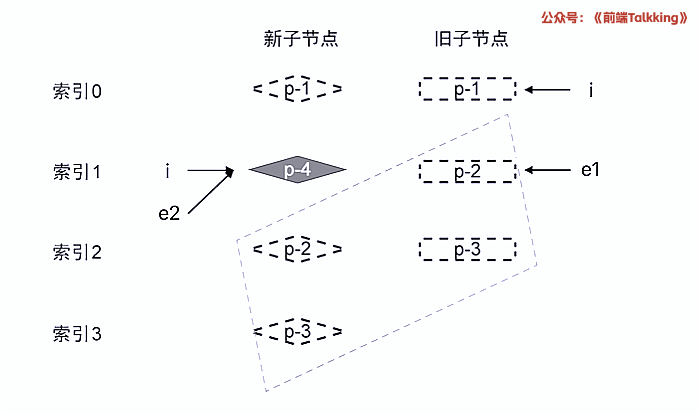 公众号：《前端Talkking》
新子节点 旧子节点
索引0 p-1 p-1 i
索引1 i p-4 p-2 e1
e2
索引2 p-2 p-3
索引3 p-3